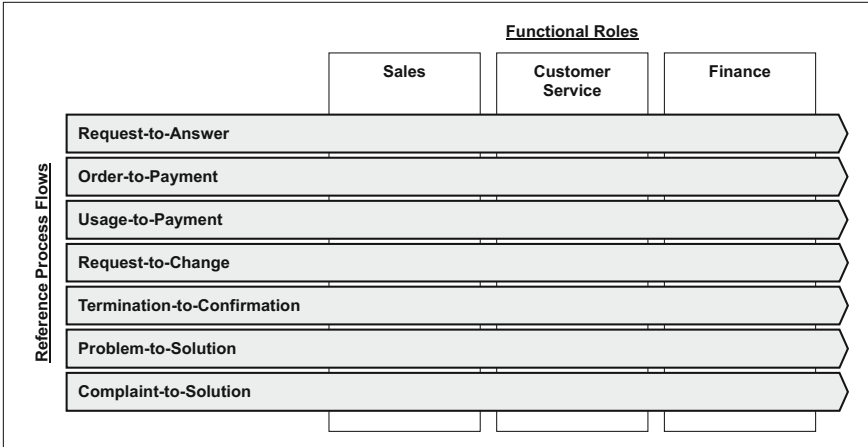 Functional Roles
Sales
Customer
Service
Finance
Reference Process Flows
Request-to-Answer
Order-to-Payment
Usage-to-Payment
Request-to-Change
Termination-to-Confirmation
Problem-to-Solution
Complaint-to-Solution